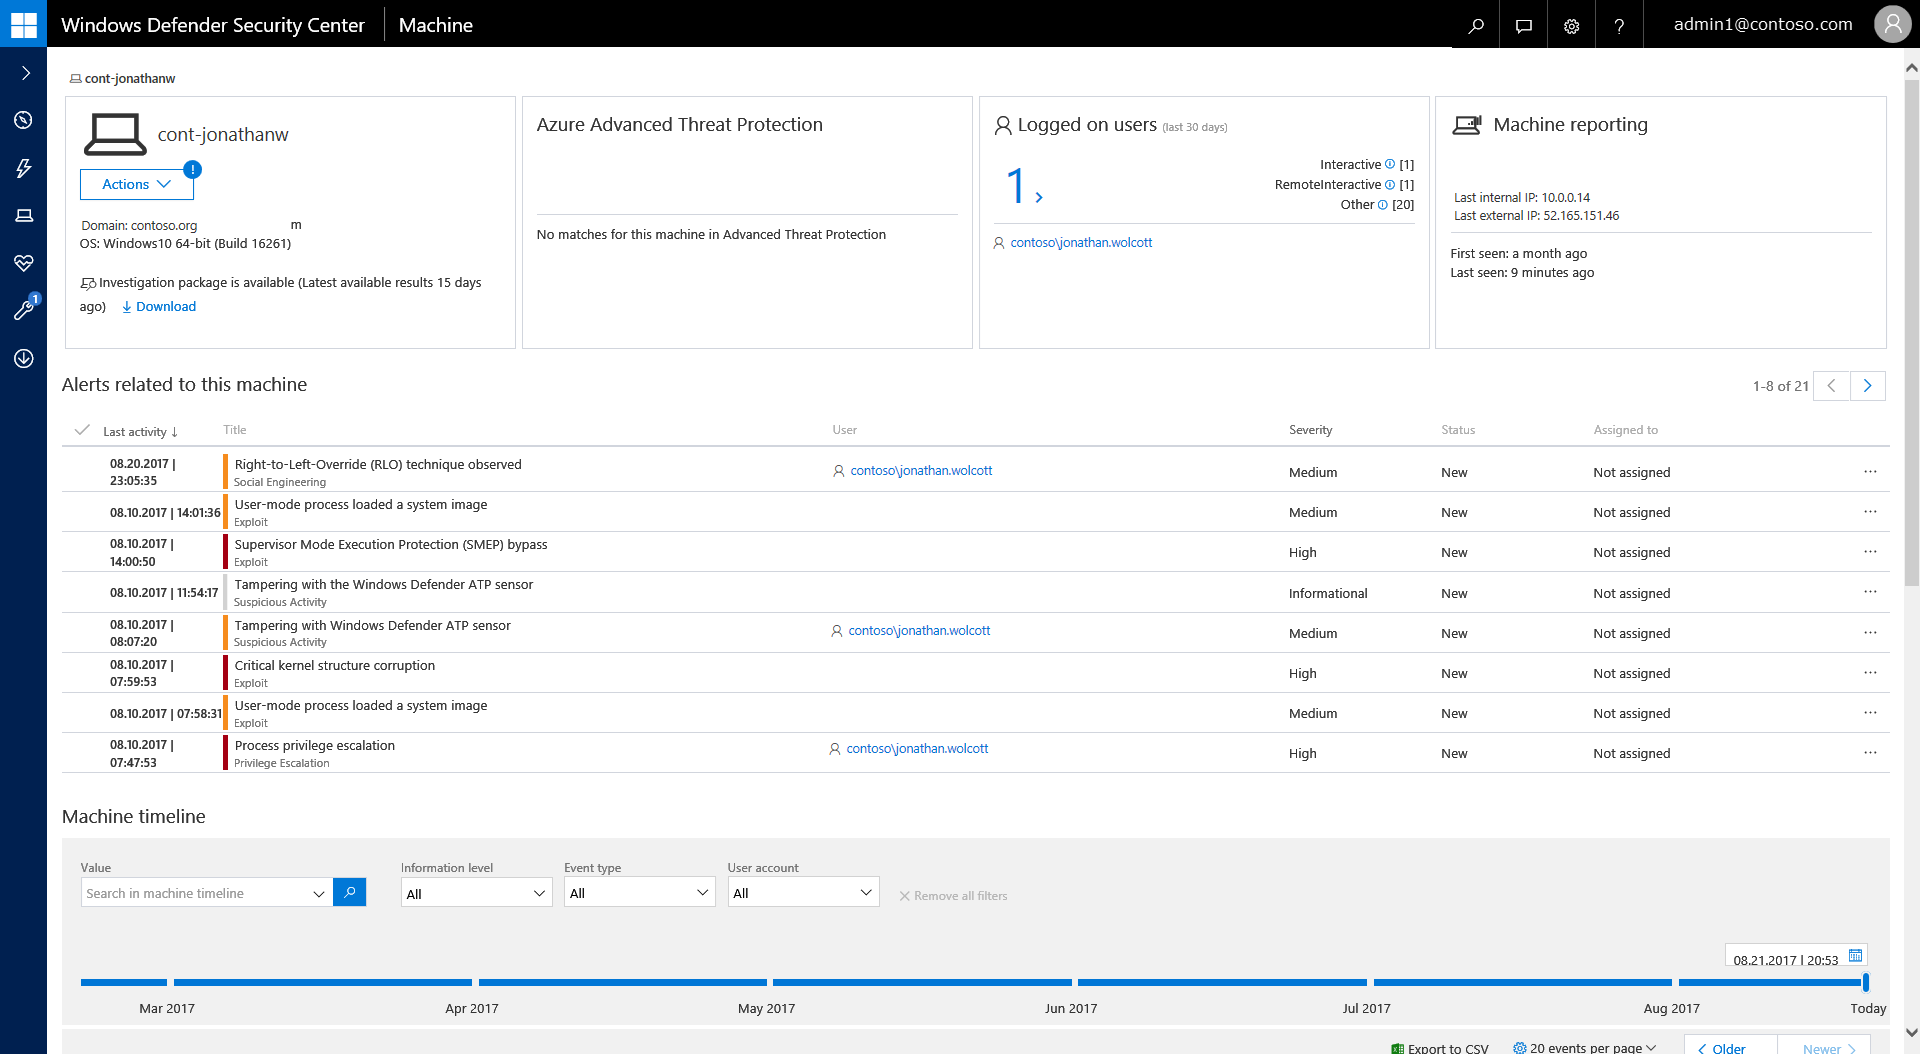 Windows Defender Security Center
Machine
?
admin1@contoso.com
cont-jonathanw
cont-jonathanw
!
Actions
Domain: contoso.org m
OS: Windows10 64-bit (Build 16261)
Investigation package is available (Latest available results 15 days
ago) Download
1
Azure Advanced Threat Protection
No matches for this machine in Advanced Threat Protection
Logged on users (last 30 days)
1
Interactive [1]
RemoteInteractive [1]
Other [20]
contoso\jonathan.wolcott
Machine reporting
Last internal IP: 10.0.0.14
Last external IP: 52.165.151.46
First seen: a month ago
Last seen: 9 minutes ago
Alerts related to this machine
1-8 of 21
Last activity ↓ Title User Severity Status Assigned to
08.20.2017 |
23:05:35
Right-to-Left-Override (RLO) technique observed
Social Engineering
contoso\jonathan.wolcott
Medium New Not assigned ...
08.10.2017 | 14:01:36
User-mode process loaded a system image
Exploit
Medium New Not assigned ...
08.10.2017 |
14:00:50
Supervisor Mode Execution Protection (SMEP) bypass
Exploit
High New Not assigned ...
08.10.2017 | 11:54:17
Tampering with the Windows Defender ATP sensor
Suspicious Activity
Informational New Not assigned ...
08.10.2017 |
08:07:20
Tampering with Windows Defender ATP sensor
Suspicious Activity
contoso\jonathan.wolcott
Medium New Not assigned ...
08.10.2017 |
07:59:53
Critical kernel structure corruption
Exploit
High New Not assigned ...
08.10.2017 | 07:58:31
User-mode process loaded a system image
Exploit
Medium New Not assigned ...
08.10.2017 |
07:47:53
Process privilege escalation
Privilege Escalation
contoso\jonathan.wolcott
High New Not assigned ...
Machine timeline
Value Information level Event type User account
Search in machine timeline All All All Remove all filters
08.21.2017 | 20:53
Mar 2017 Apr 2017 May 2017 Jun 2017 Jul 2017 Aug 2017 Today
Export to CSV 20 events per page Older Newer